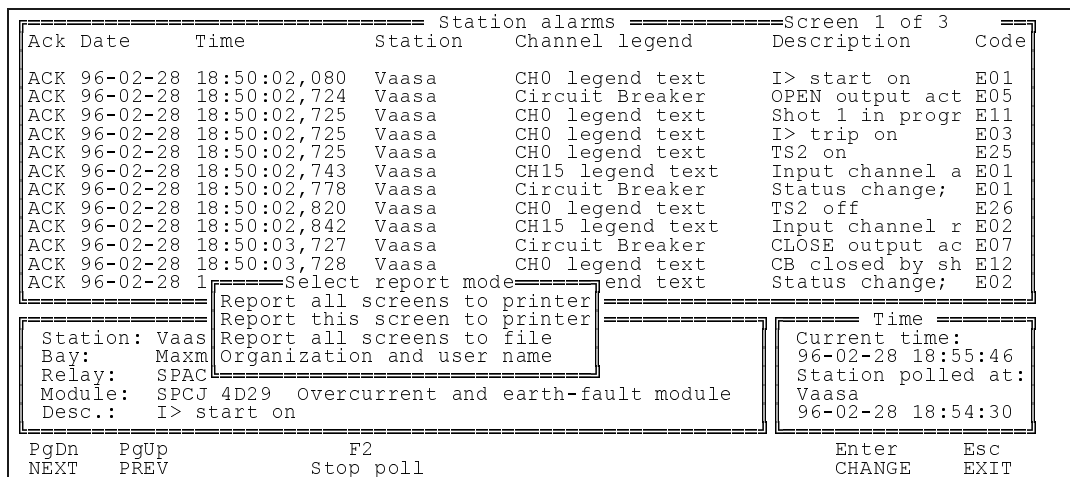 Station alarms Screen 1 of 3
Ack Date Time Station Channel legend Description Code
ACK 96-02-28 18:50:02,080 Vaasa CH0 legend text I> start on E01
ACK 96-02-28 18:50:02,724 Vaasa Circuit Breaker OPEN output act E05
ACK 96-02-28 18:50:02,725 Vaasa CH0 legend text Shot 1 in progr E11
ACK 96-02-28 18:50:02,725 Vaasa CH0 legend text I> trip on E03
ACK 96-02-28 18:50:02,725 Vaasa CH0 legend text TS2 on E25
ACK 96-02-28 18:50:02,743 Vaasa CH15 legend text Input channel a E01
ACK 96-02-28 18:50:02,778 Vaasa Circuit Breaker Status change; E01
ACK 96-02-28 18:50:02,820 Vaasa CH0 legend text TS2 off E26
ACK 96-02-28 18:50:02,842 Vaasa CH15 legend text Input channel r E02
ACK 96-02-28 18:50:03,727 Vaasa Circuit Breaker CLOSE output ac E07
ACK 96-02-28 18:50:03,728 Vaasa CH0 legend text CB closed by sh E12
ACK 96-02-28 1 end text Status change; E02
Select report mode
Report all screens to printer
Report this screen to printer
Report all screens to file
Organization and user name
Station: Vaas
Bay: Maxm
Relay: SPAC
Module: SPCJ 4D29 Overcurrent and earth-fault module
Desc.: I> start on
Time
Current time:
96-02-28 18:55:46
Station polled at:
Vaasa
96-02-28 18:54:30
PgDn PgUp F2 Enter Esc
NEXT PREV Stop poll CHANGE EXIT